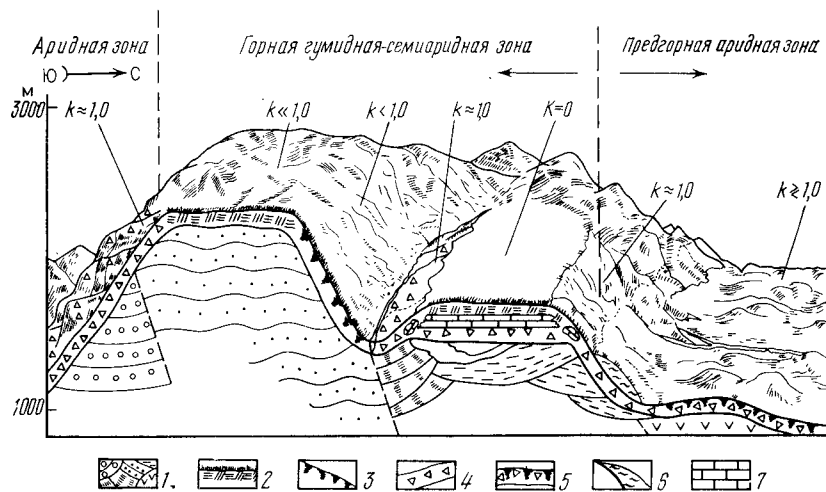 Аридная зона
Горная гумидная-семиаридная зона
Предгорная аридная зона
Ю) С
м
3000
k≈1,0
k≪1,0
k<1,0
k≈1,0
K=0
k≈1,0
k≷1,0
1000
1 2 3 4 5 6 7